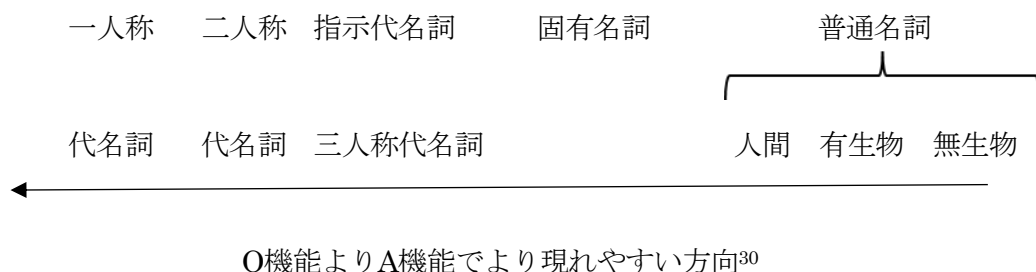 一人称 二人称 指示代名詞 固有名詞 普通名詞
代名詞 代名詞 三人称代名詞 人間 有生物 無生物
O機能よりA機能でより現れやすい方向30